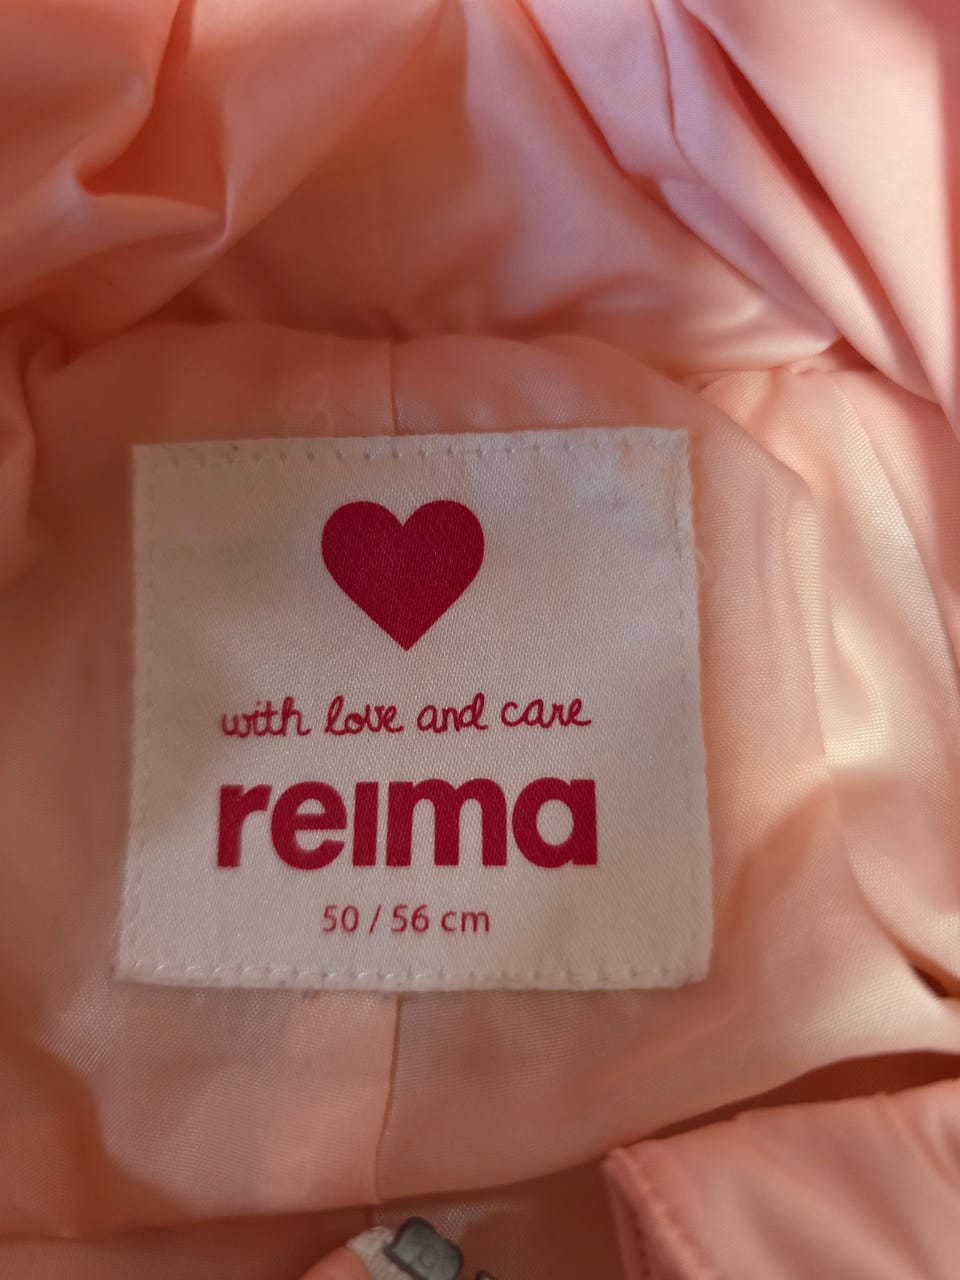 with love and care
reima
50 / 56 cm